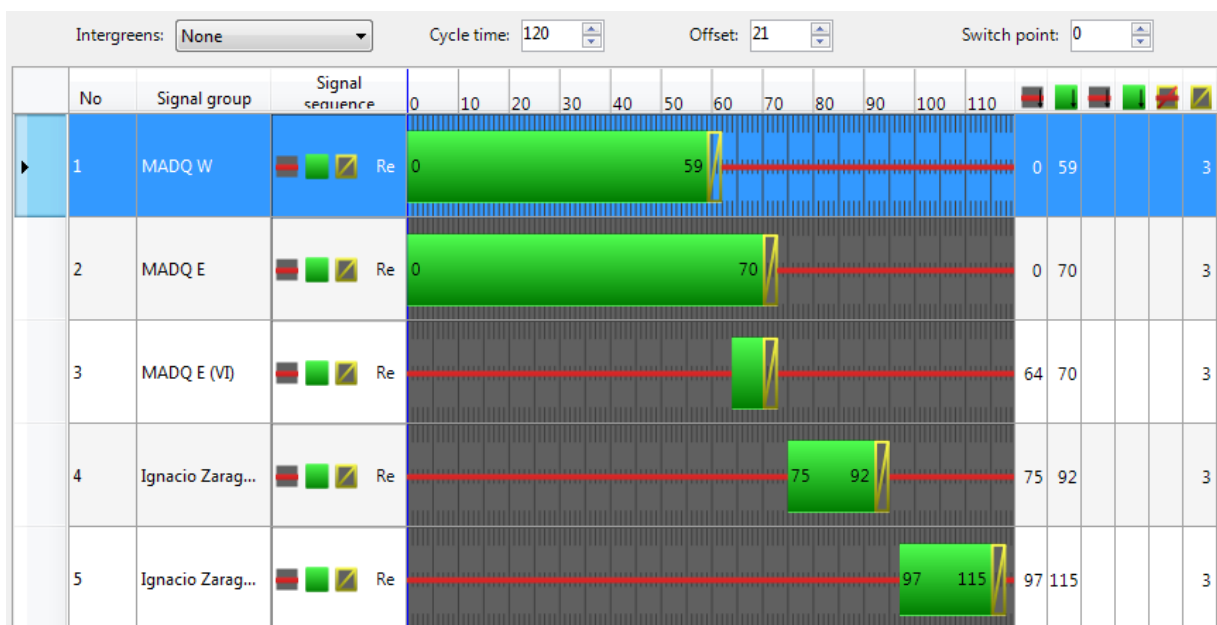 Intergreens: None Cycle time: 120 Offset: 21 Switch point: 0
No Signal group Signal sequence 0 10 20 30 40 50 60 70 80 90 100 110
1 MADQ W Re 0 59 0 59 3
2 MADQ E Re 0 70 0 70 3
3 MADQ E (VI) Re 64 70 3
4 Ignacio Zarag... Re 75 92 75 92 3
5 Ignacio Zarag... Re 97 115 97 115 3